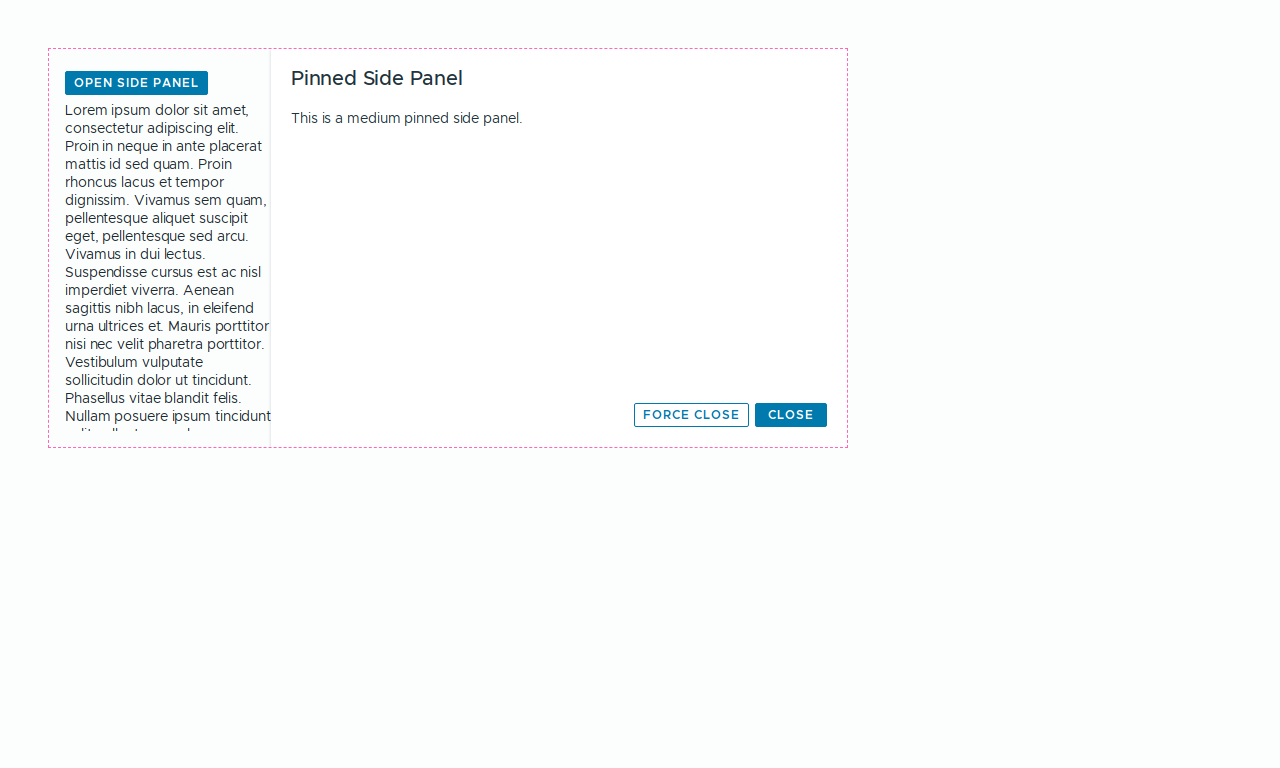 OPEN SIDE PANEL
Lorem ipsum dolor sit amet,
consectetur adipiscing elit.
Proin in neque in ante placerat
mattis id sed quam. Proin
rhoncus lacus et tempor
dignissim. Vivamus sem quam,
pellentesque aliquet suscipit
eget, pellentesque sed arcu.
Vivamus in dui lectus.
Suspendisse cursus est ac nisl
imperdiet viverra. Aenean
sagittis nibh lacus, in eleifend
urna ultrices et. Mauris porttitor
nisi nec velit pharetra porttitor.
Vestibulum vulputate
sollicitudin dolor ut tincidunt.
Phasellus vitae blandit felis.
Nullam posuere ipsum tincidunt
Pinned Side Panel
This is a medium pinned side panel.
FORCE CLOSE
CLOSE